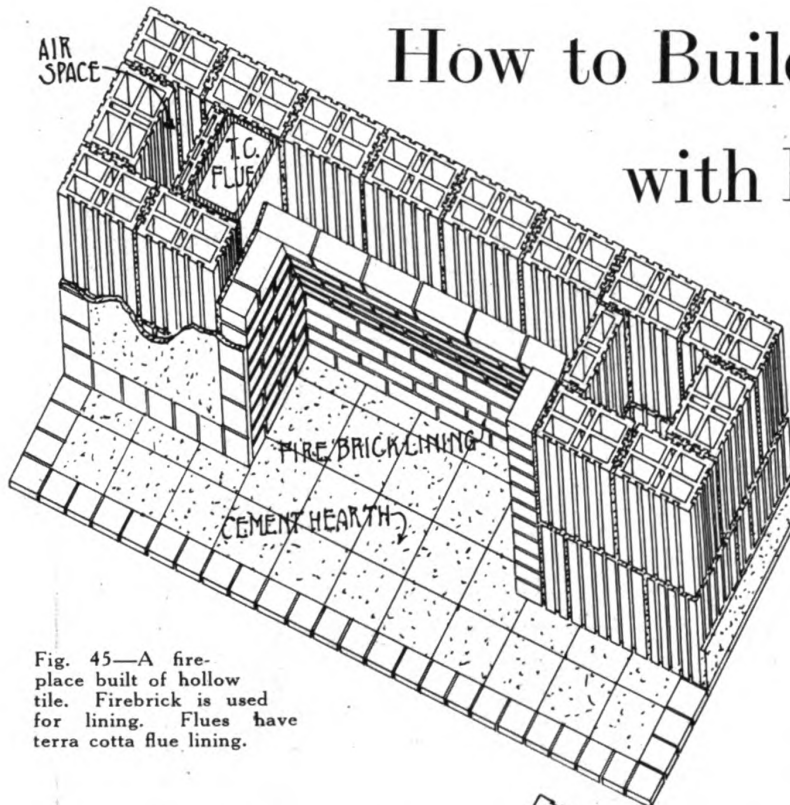 How to Buil
with
AIR
SPACE
T.C.
FLUE
FIRE BRICK LINING
CEMENT HEARTH
Fig. 45—A fire-
place built of hollow
tile. Firebrick is used
for lining. Flues have
terra cotta flue lining.